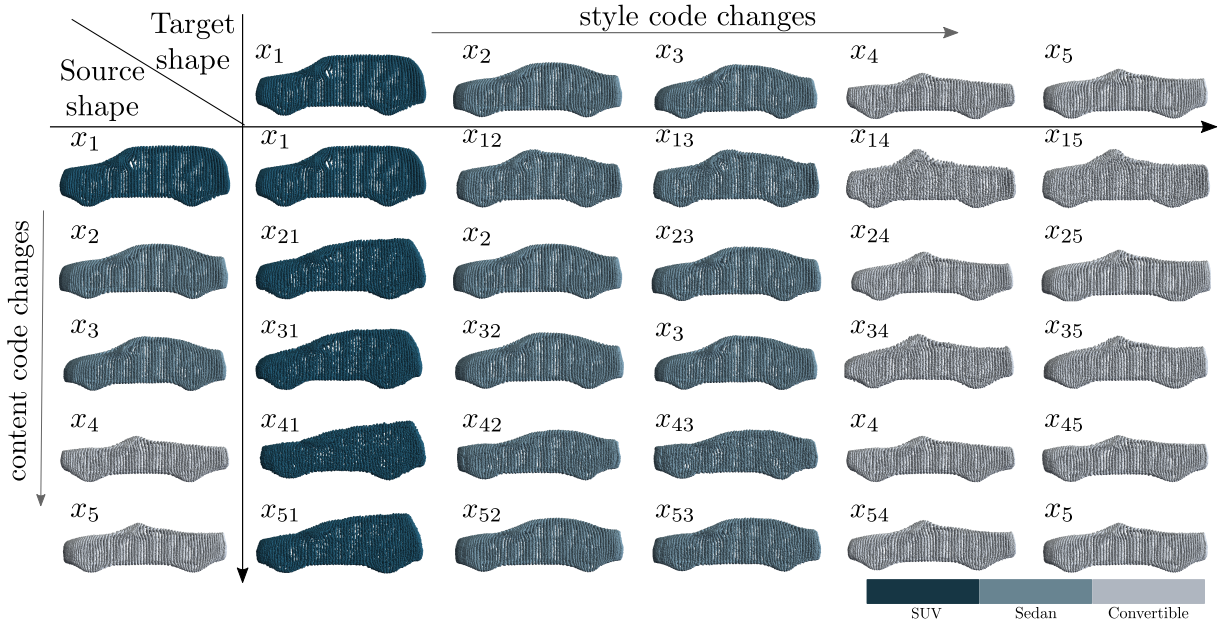 Target
shape
Source
shape
style code changes
x1 x2 x3 x4 x5
x1 x1 x12 x13 x14 x15
x2 x21 x2 x23 x24 x25
x3 x31 x32 x3 x34 x35
x4 x41 x42 x43 x4 x45
x5 x51 x52 x53 x54 x5
content code changes
SUV Sedan Convertible